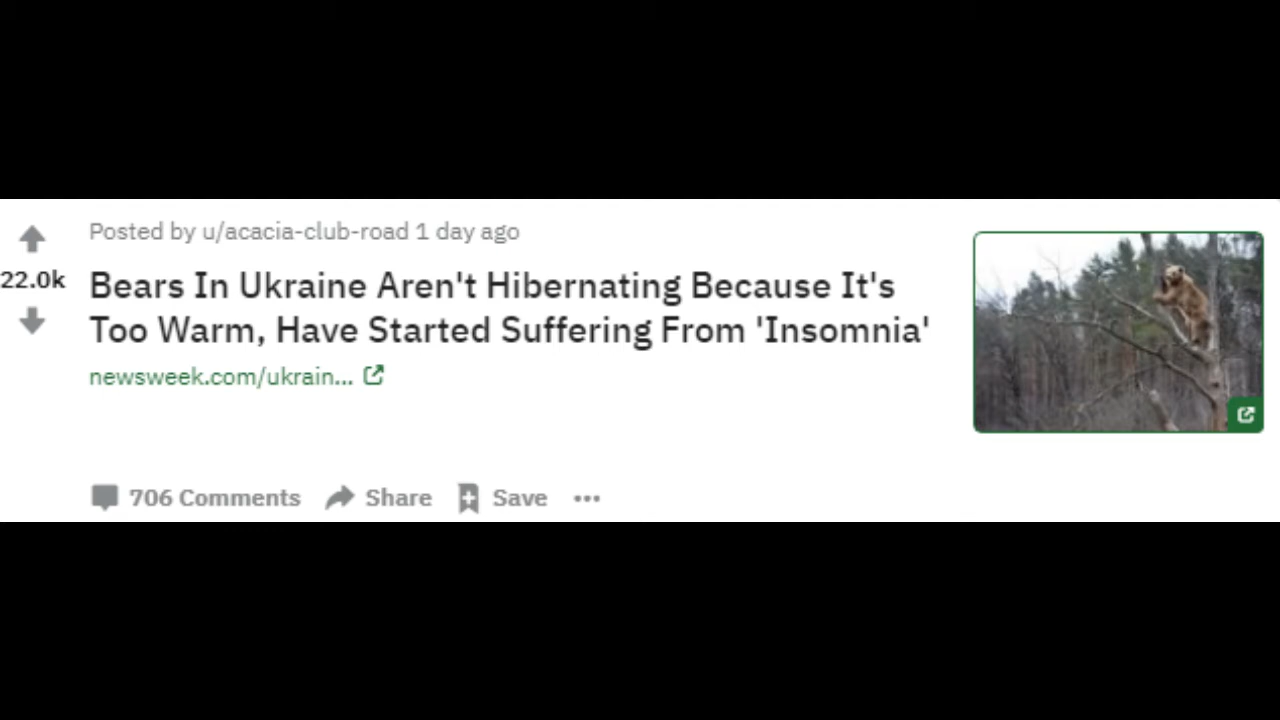 Posted by u/acacia-club-road 1 day ago
22.0k
Bears In Ukraine Aren't Hibernating Because It's
Too Warm, Have Started Suffering From 'Insomnia'
newsweek.com/ukrain...
706 Comments Share Save ...